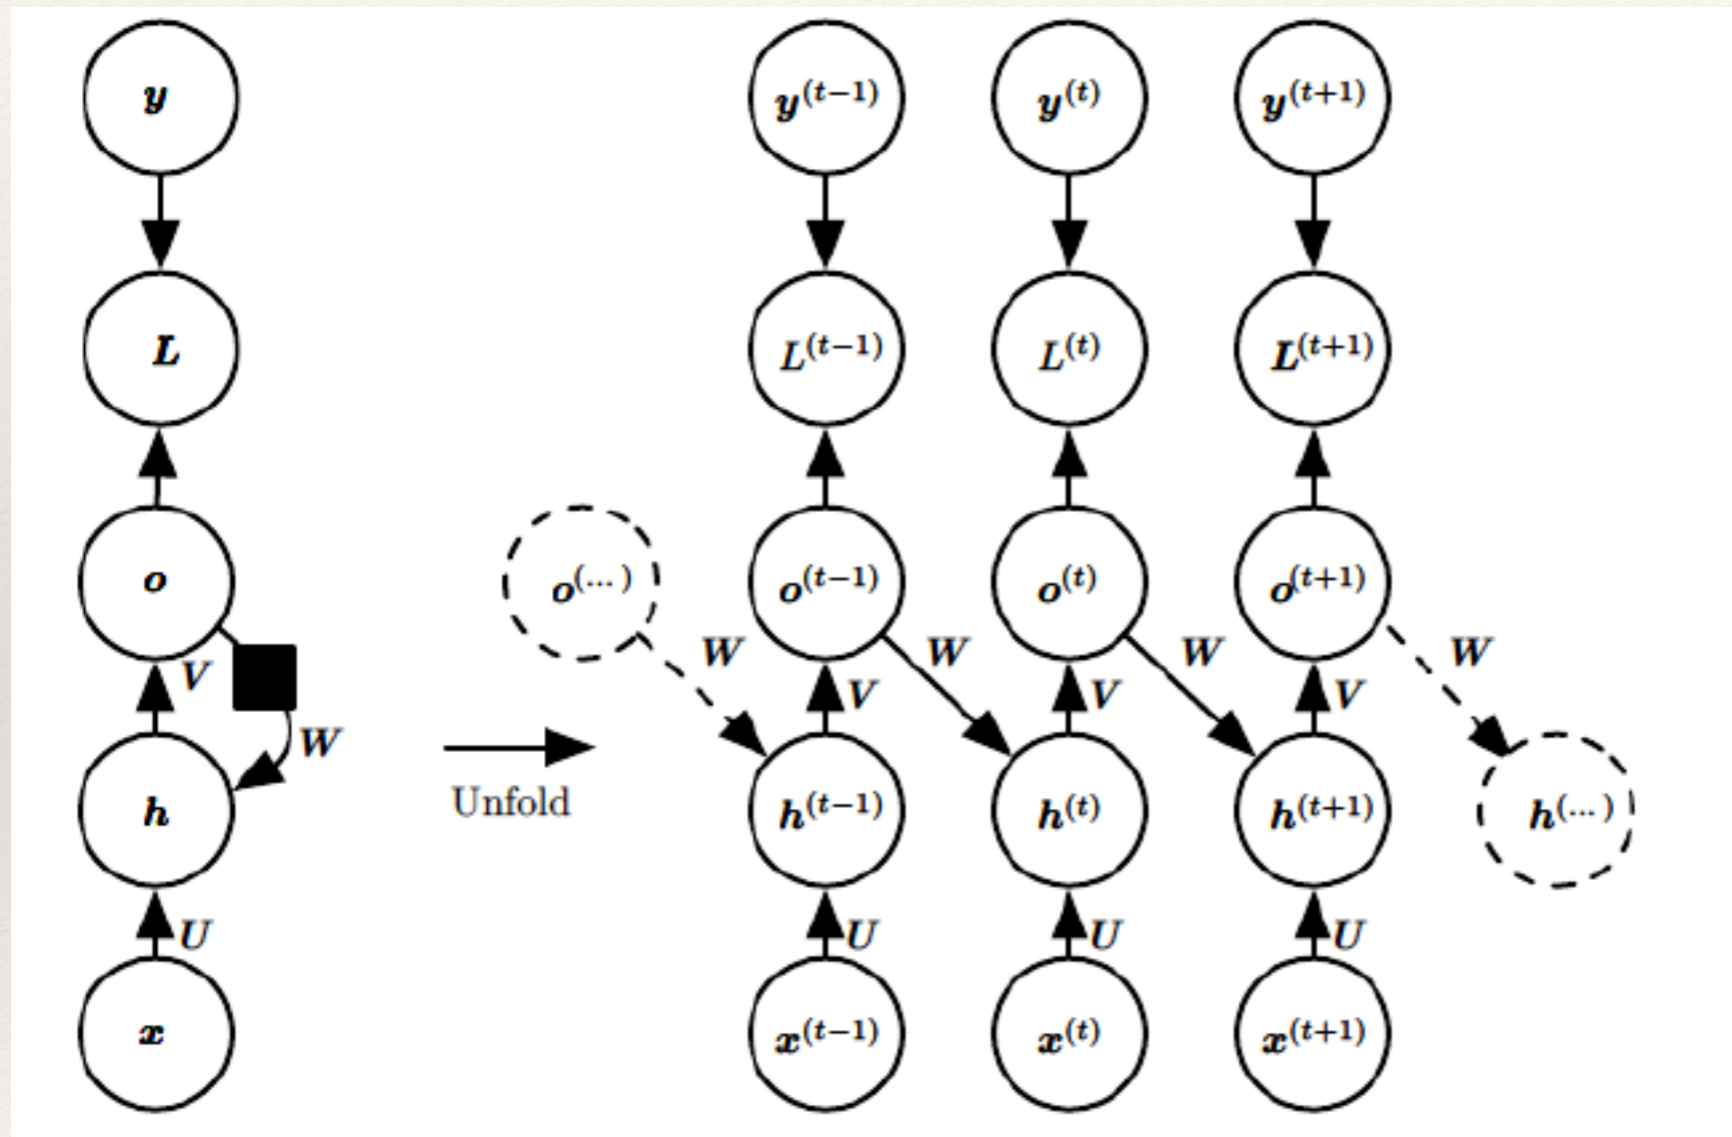 y y^(t−1) y^(t) y^(t+1)
L L^(t−1) L^(t) L^(t+1)
o o^(...) o^(t−1) o^(t) o^(t+1)
W W W W
V V V V
W
Unfold
h h^(t−1) h^(t) h^(t+1) h^(...)
U U U U
x x^(t−1) x^(t) x^(t+1)